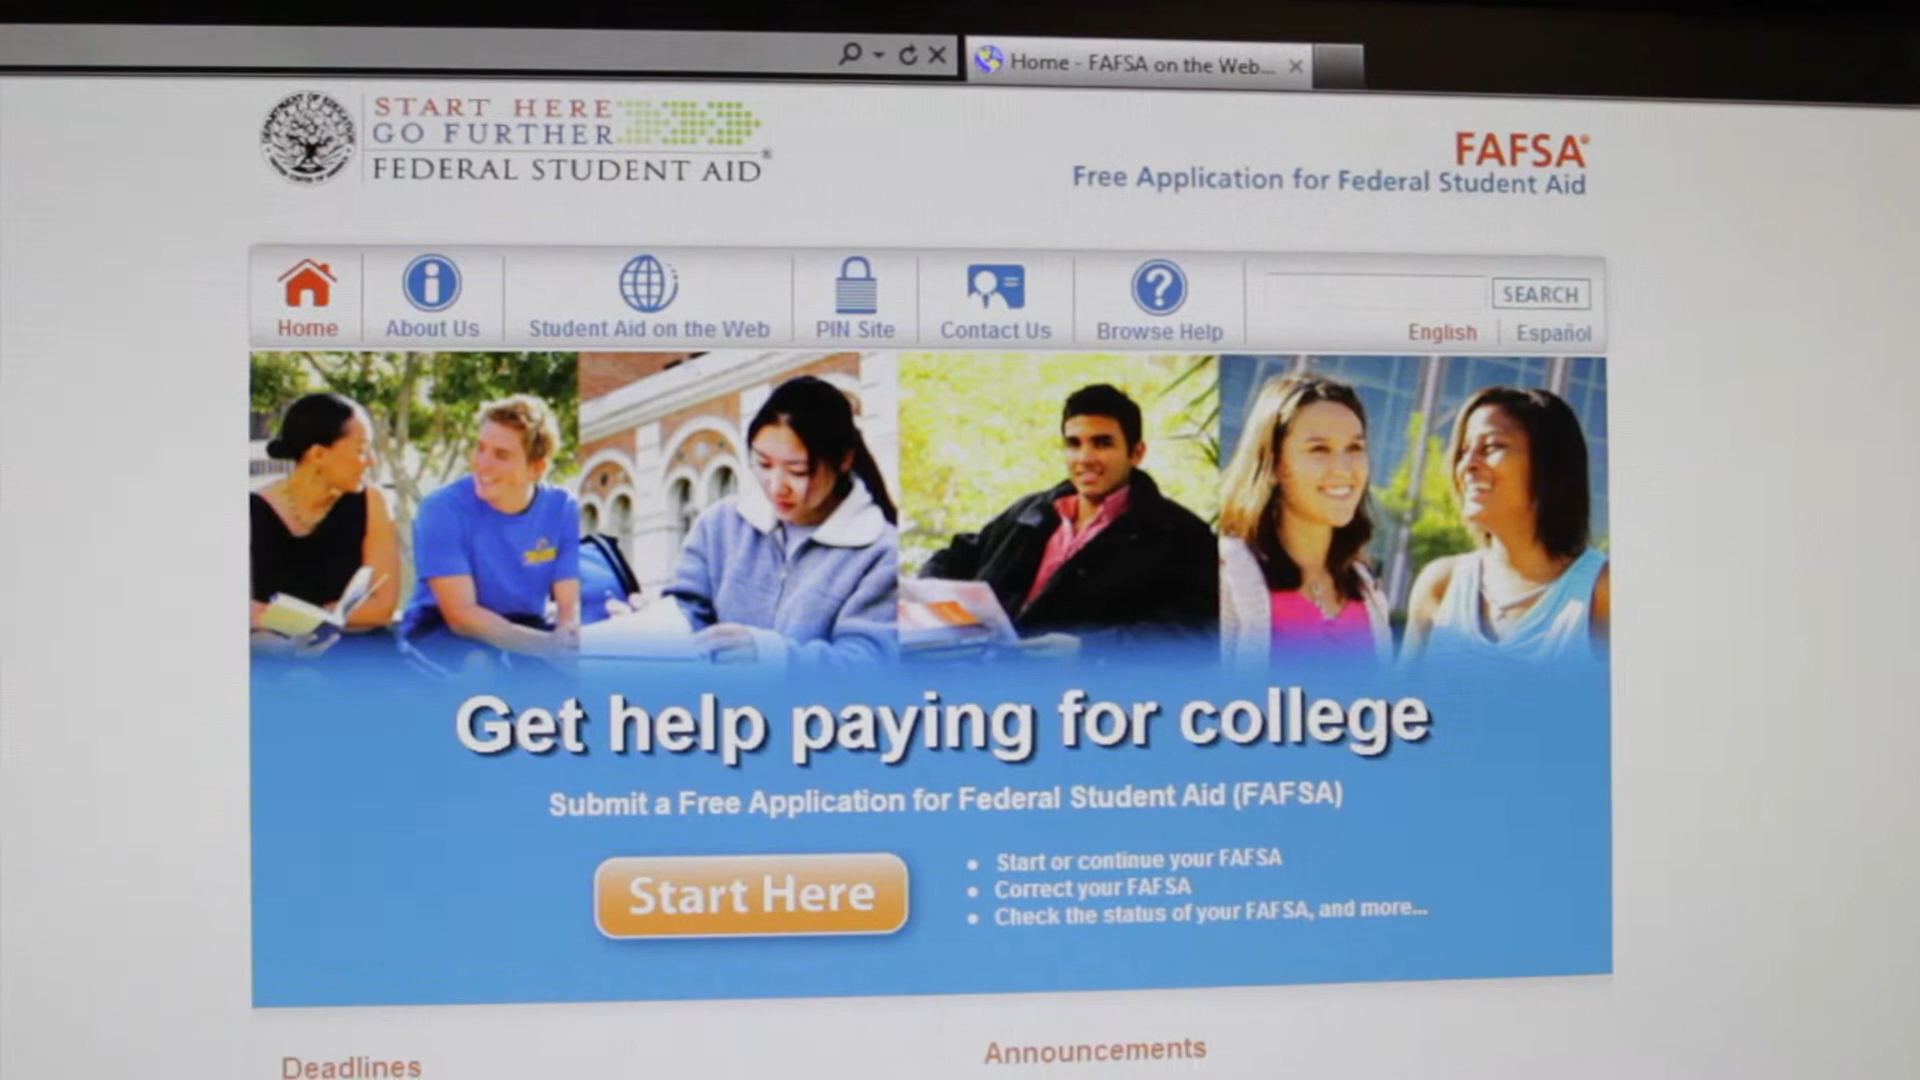 Home - FAFSA on the Web...
START HERE
GO FURTHER
FEDERAL STUDENT AID®
FAFSA®
Free Application for Federal Student Aid
Home
About Us
Student Aid on the Web
PIN Site
Contact Us
Browse Help
SEARCH
English
Español
Get help paying for college
Submit a Free Application for Federal Student Aid (FAFSA)
Start Here
• Start or continue your FAFSA
• Correct your FAFSA
• Check the status of your FAFSA, and more...
Deadlines
Announcements